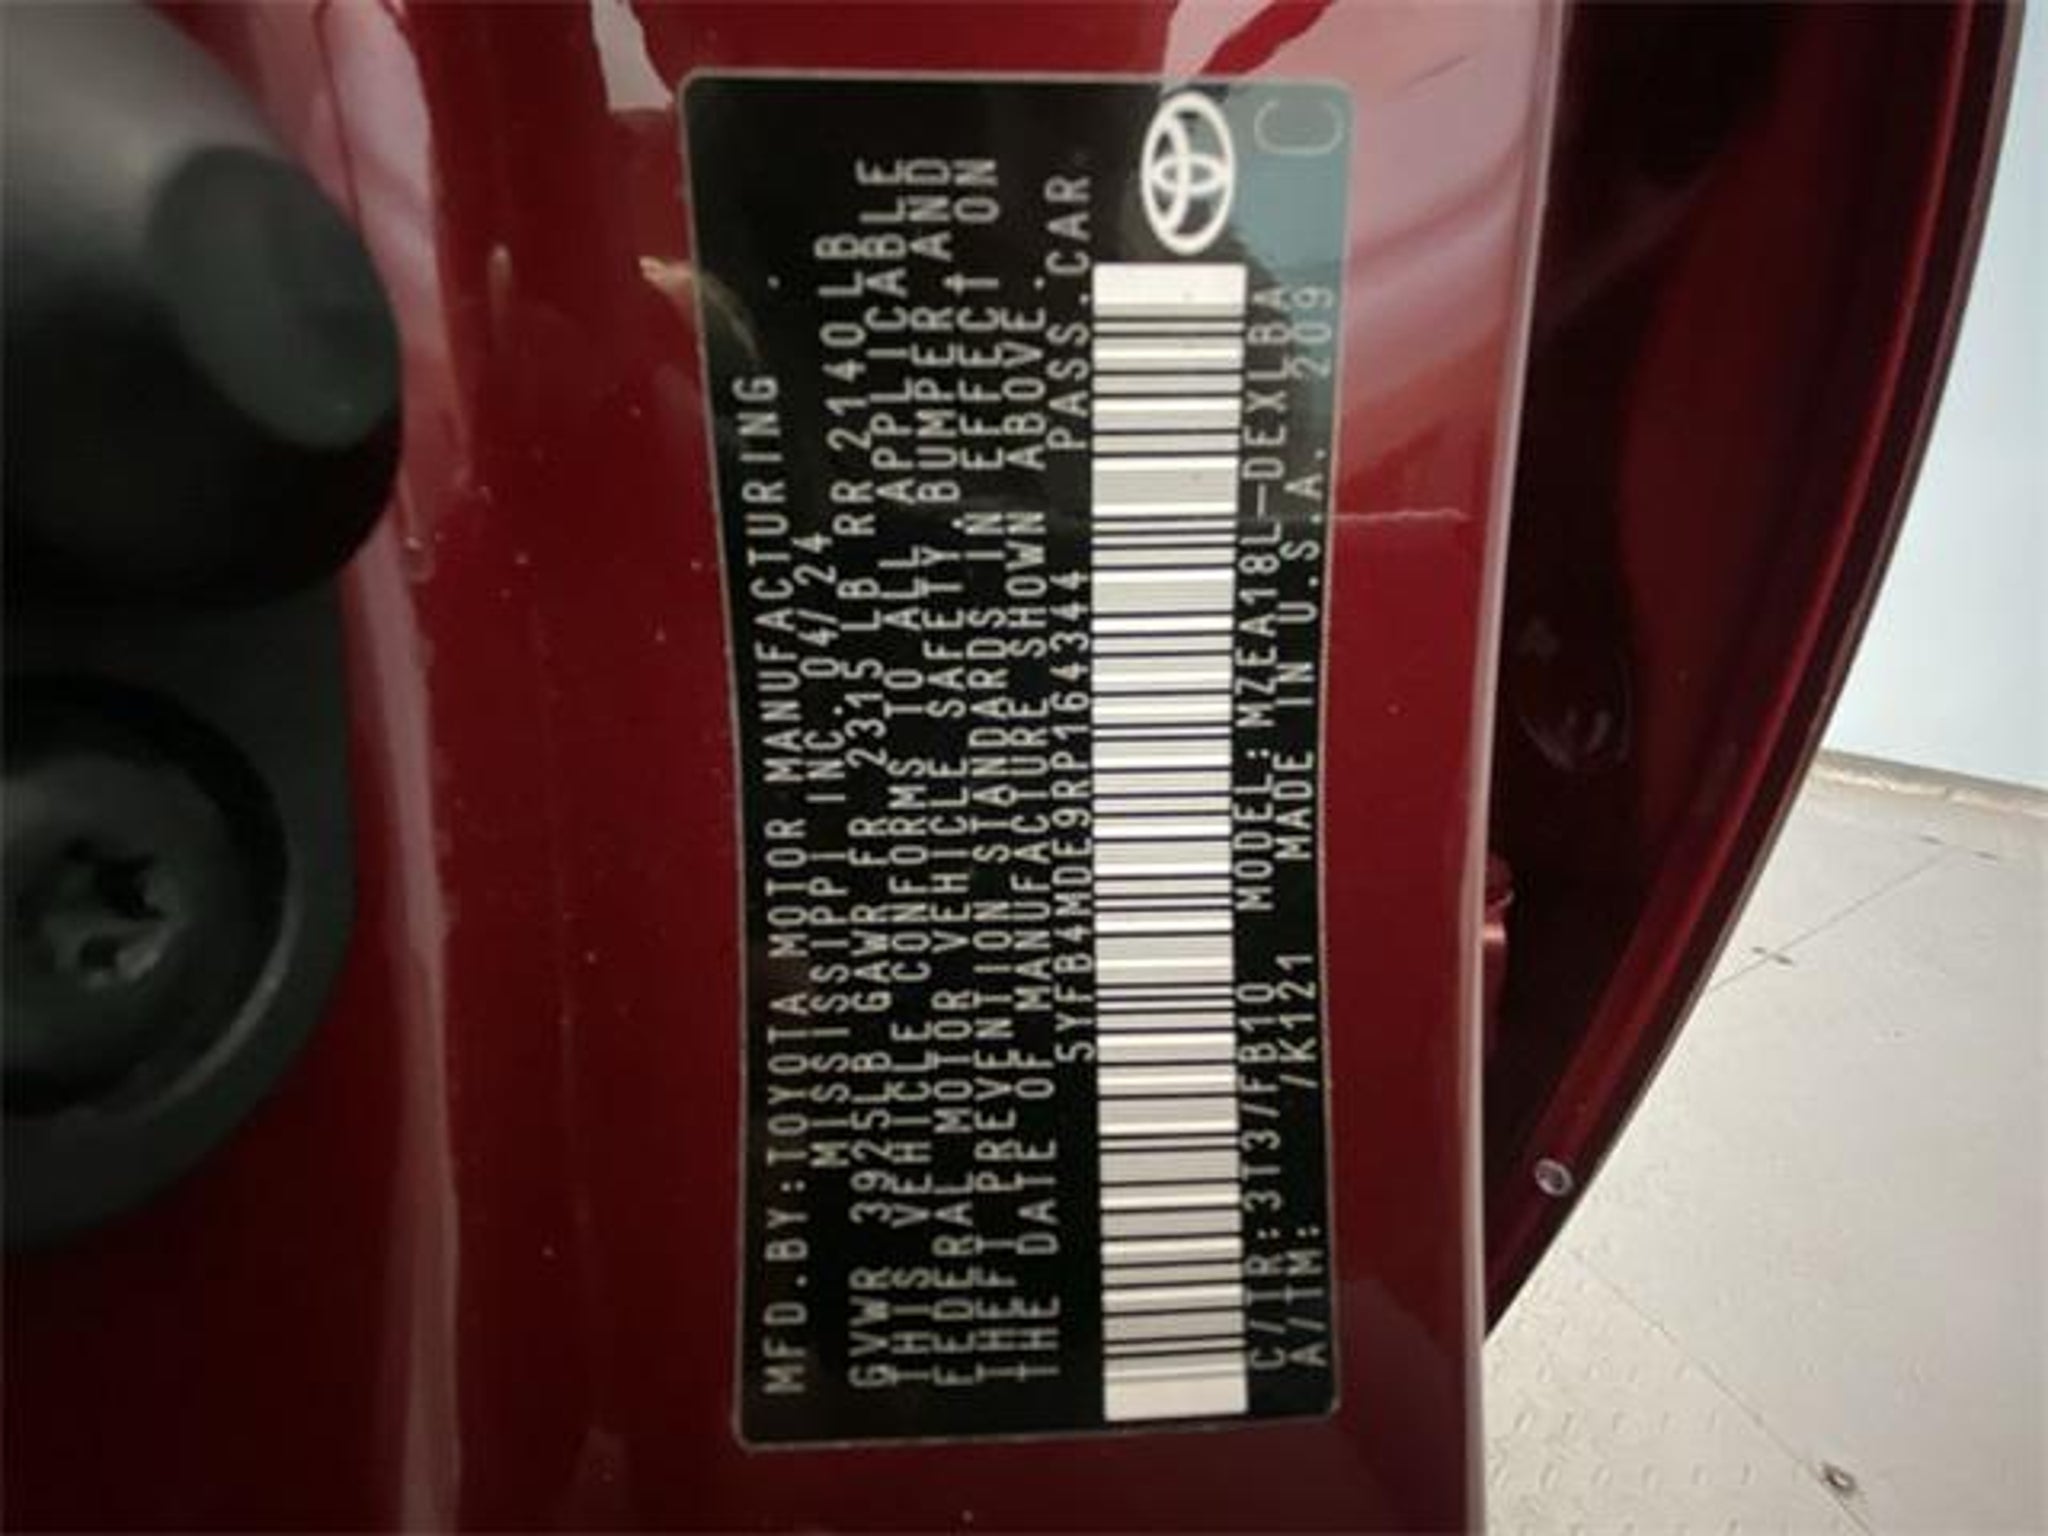 MFD.BY:TOYOTA MOTOR MANUFACTURING.
MISSISSIPPI INC. 04/24
GVWR 3925LB GAWR FR 2315LB RR 2140LB
THIS VEHICLE CONFORMS TO ALL APPLICABLE
FEDERAL MOTOR VEHICLE SAFETY BUMPER AND
THEFT PREVENTION STANDARDS IN EFFECT ON
THE DATE OF MANUFACTURE SHOWN ABOVE.
5YFB4MDE9RP164344 PASS.CAR
C/TR:3T3/FB10 MODEL:MZEA18L-DEXLBA
A/TM: /K121 MADE IN U.S.A. 209
C